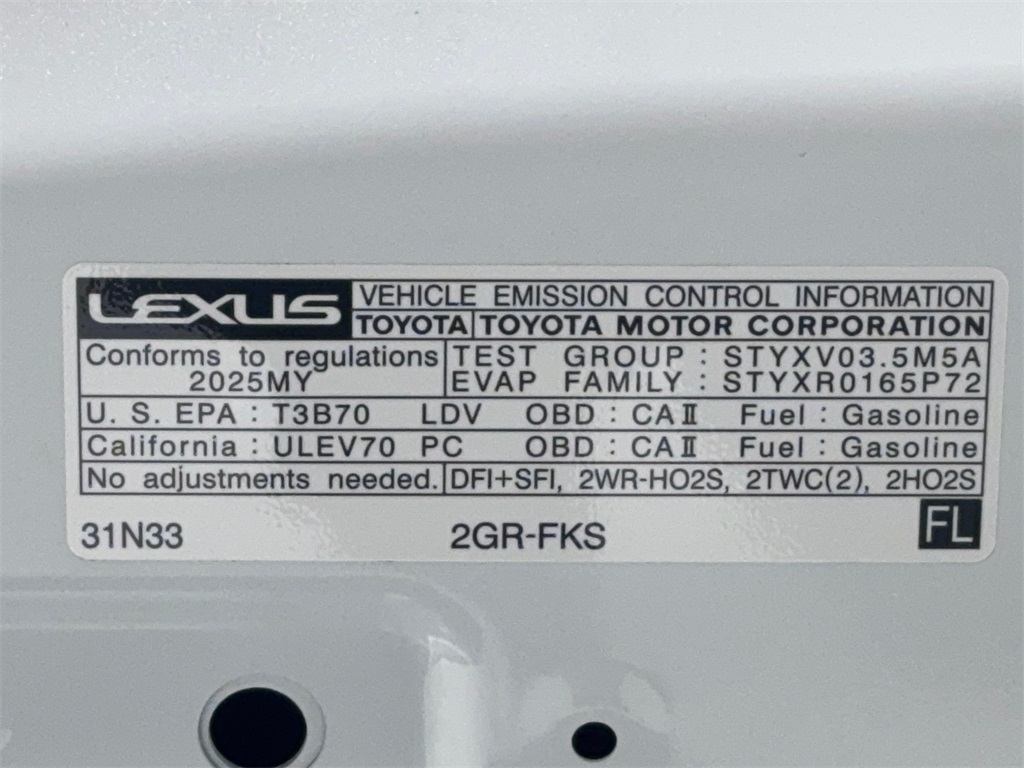 LEXUS VEHICLE EMISSION CONTROL INFORMATION
TOYOTA TOYOTA MOTOR CORPORATION
Conforms to regulations TEST GROUP : STYXV03.5M5A
2025MY EVAP FAMILY : STYXR0165P72
U. S. EPA : T3B70 LDV OBD : CAⅡ Fuel : Gasoline
California : ULEV70 PC OBD : CAⅡ Fuel : Gasoline
No adjustments needed. DFI+SFI, 2WR-HO2S, 2TWC(2), 2HO2S
31N33 2GR-FKS FL